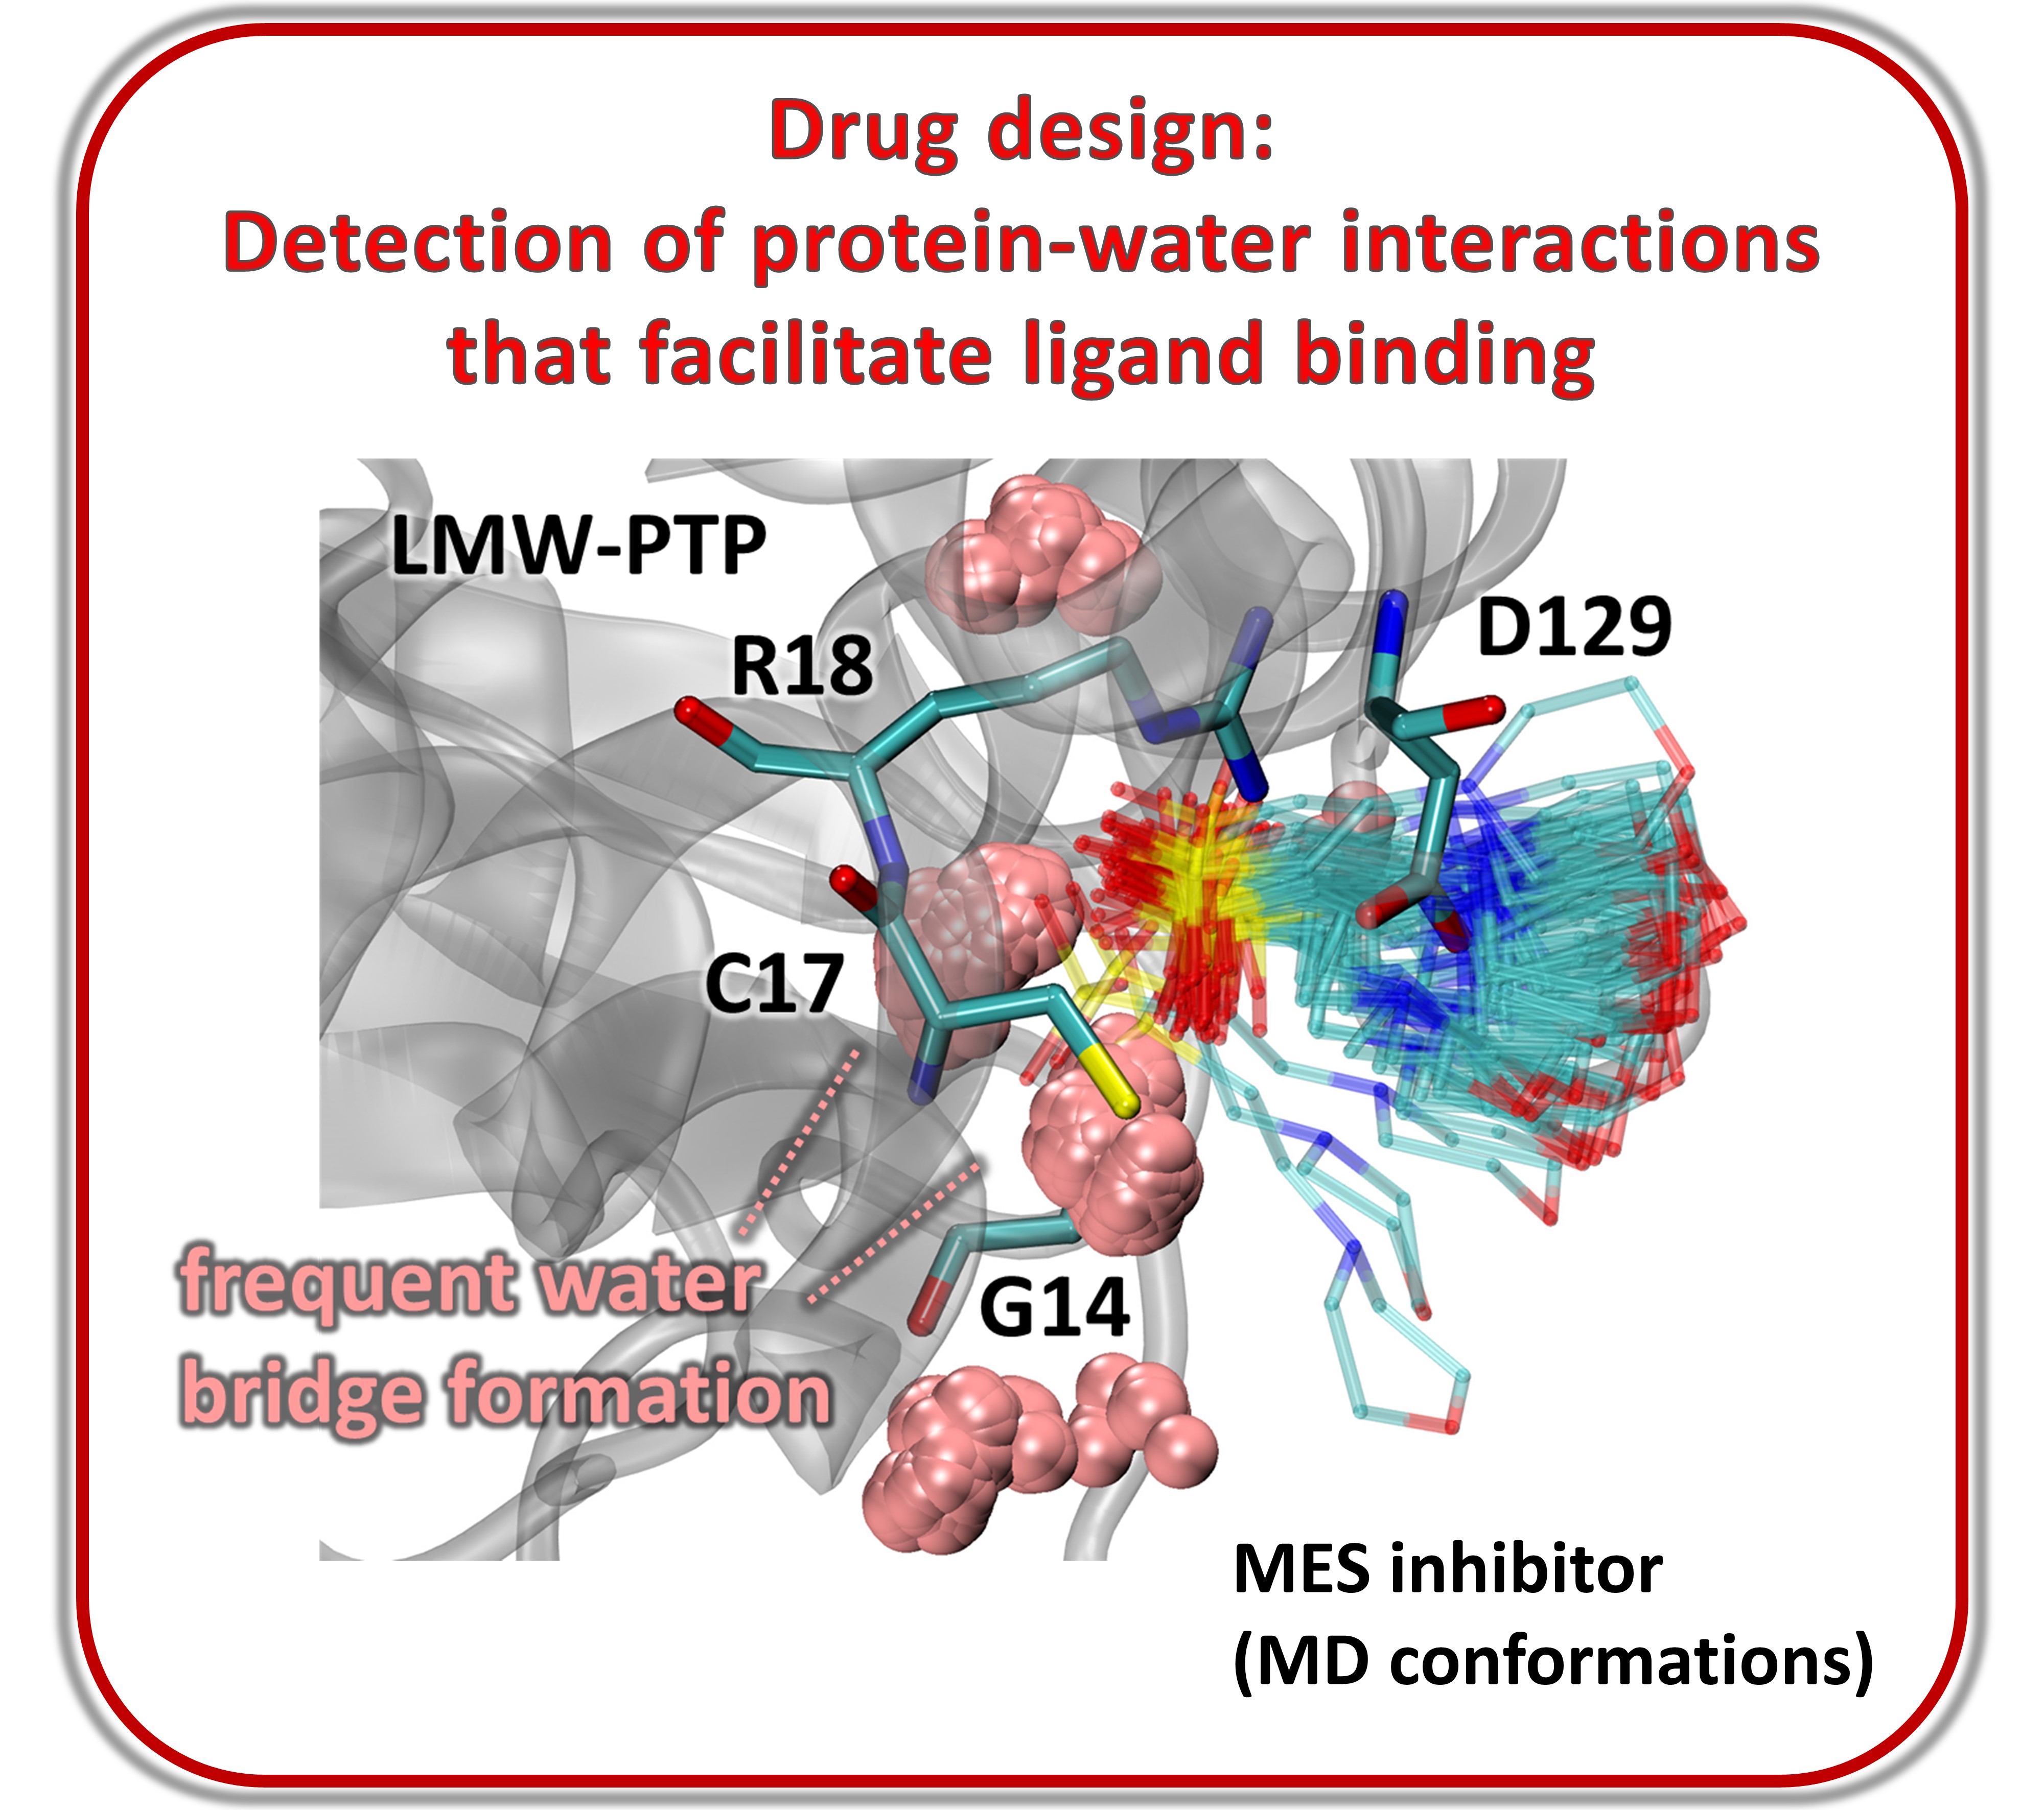 Drug design:
Detection of protein-water interactions
that facilitate ligand binding
LMW-PTP
D129
R18
C17
frequent water
bridge formation
G14
MES inhibitor
(MD conformations)